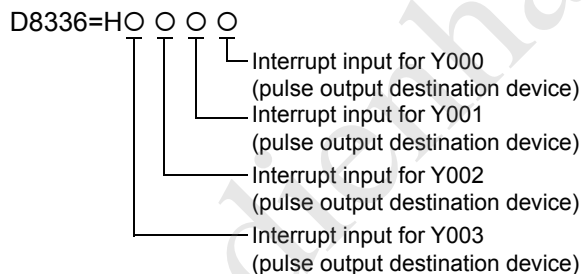 D8336=H○ ○ ○ ○
Interrupt input for Y000
(pulse output destination device)
Interrupt input for Y001
(pulse output destination device)
Interrupt input for Y002
(pulse output destination device)
Interrupt input for Y003
(pulse output destination device)